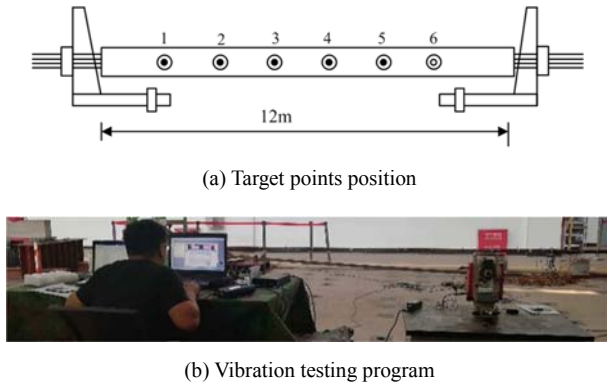 1 2 3 4 5 6
12m
(a) Target points position
(b) Vibration testing program